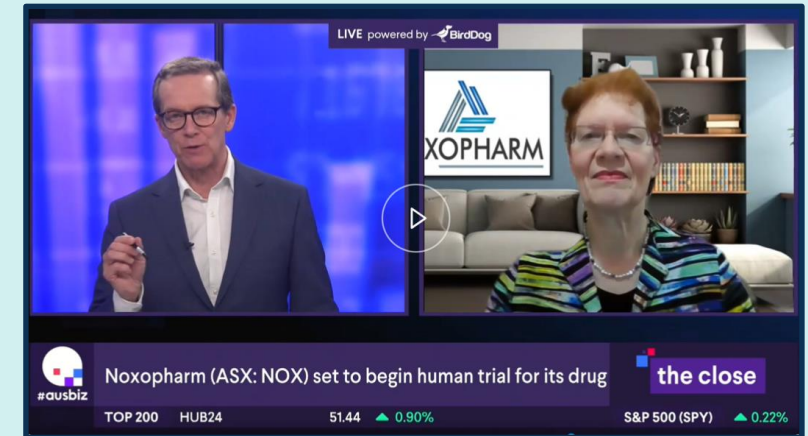 LIVE powered by BirdDog
XOPHARM
#ausbiz
Noxopharm (ASX: NOX) set to begin human trial for its drug
the close
TOP 200 HUB24 51.44 0.90% S&P 500 (SPY) 0.22%